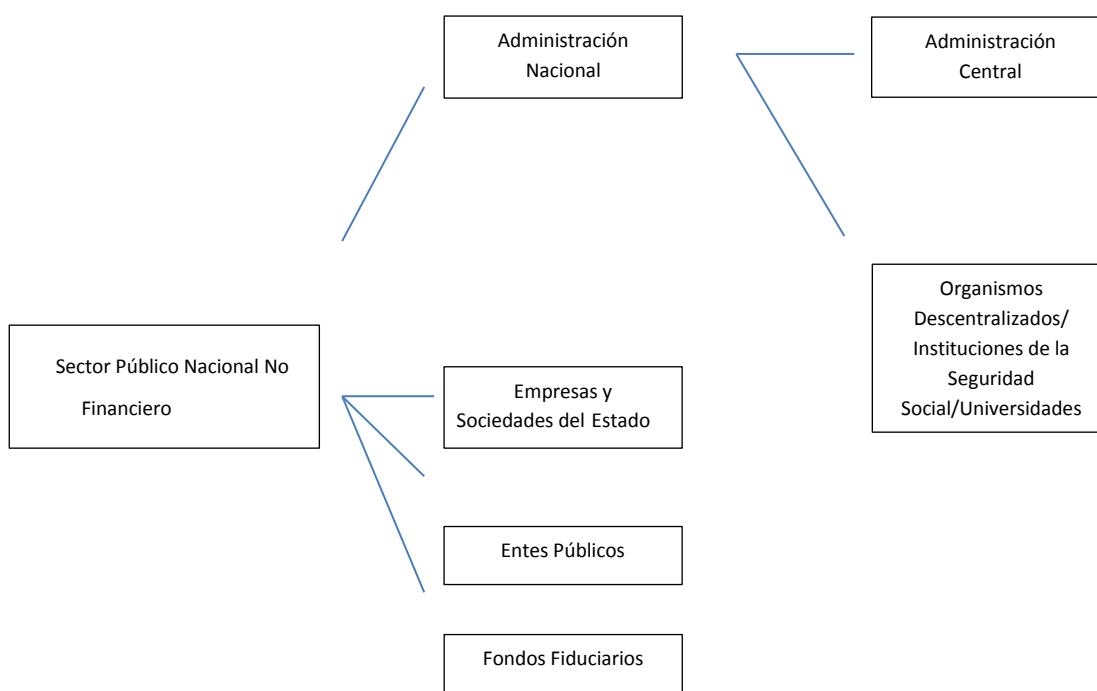 Administración
Nacional
Administración
Central
Organismos
Descentralizados/
Instituciones de la
Seguridad
Social/Universidades
Sector Público Nacional No
Financiero
Empresas y
Sociedades del Estado
Entes Públicos
Fondos Fiduciarios